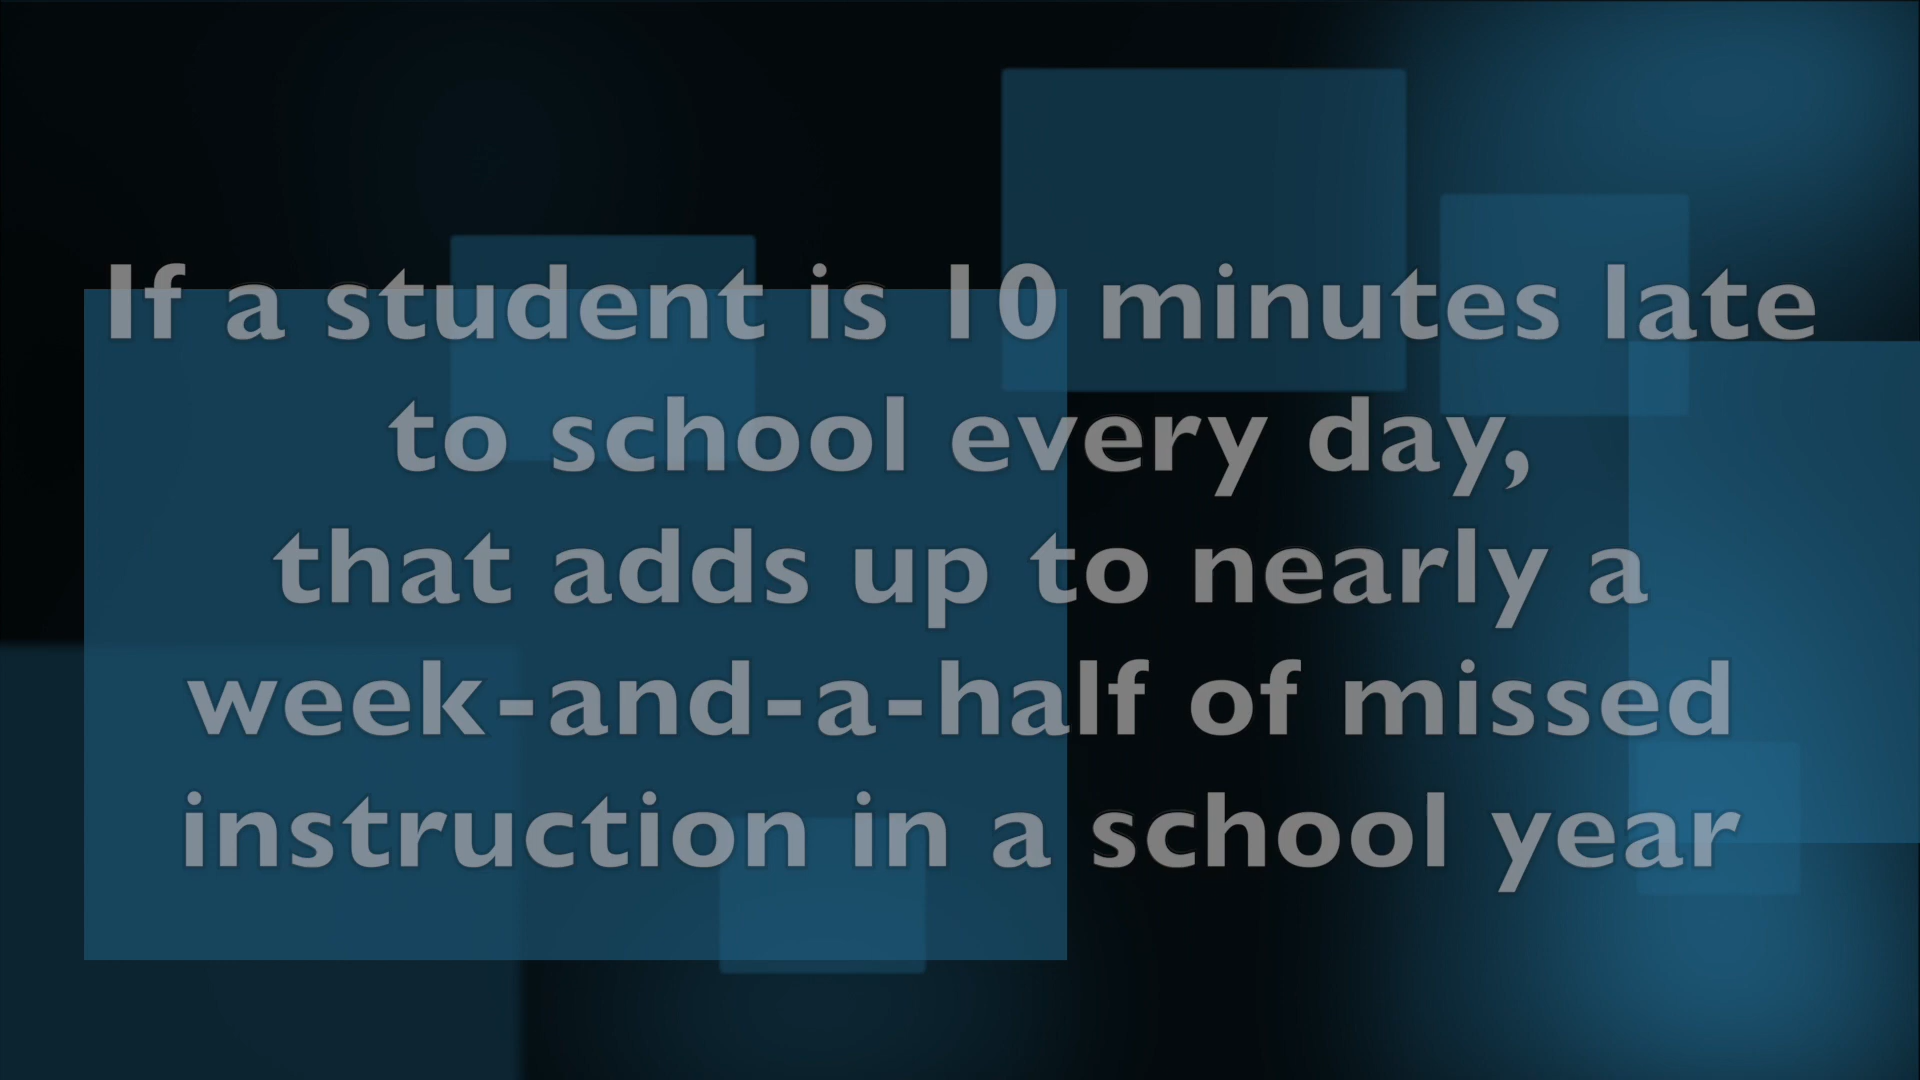 If a student is 10 minutes late
to school every day,
that adds up to nearly a
week-and-a-half of missed
instruction in a school year